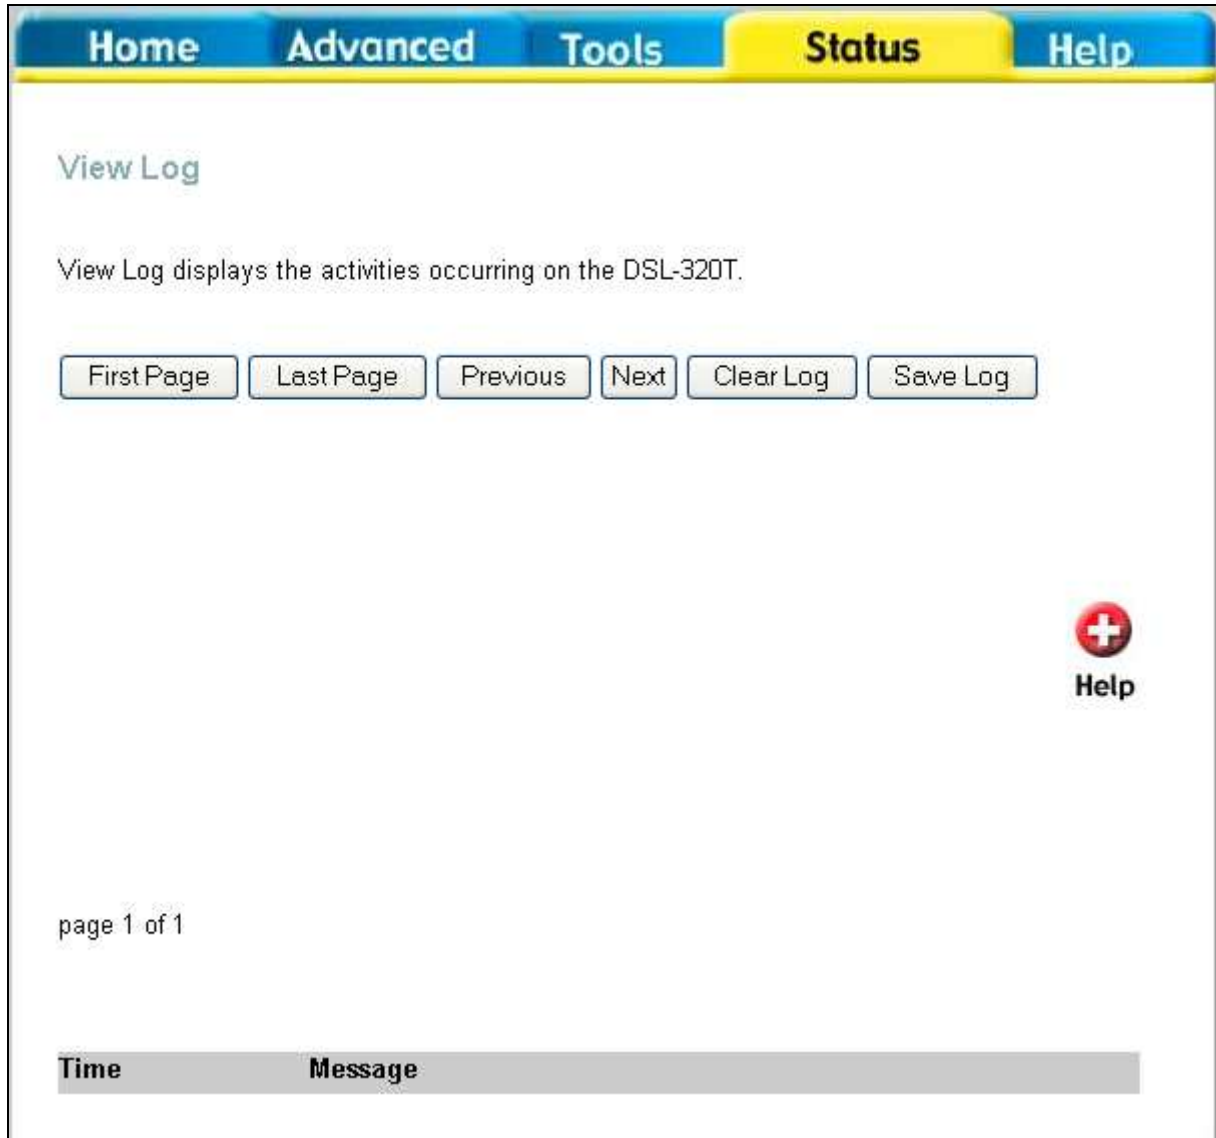 Home Advanced Tools Status Help
View Log
View Log displays the activities occurring on the DSL-320T.
First Page Last Page Previous Next Clear Log Save Log
Help
page 1 of 1
Time Message